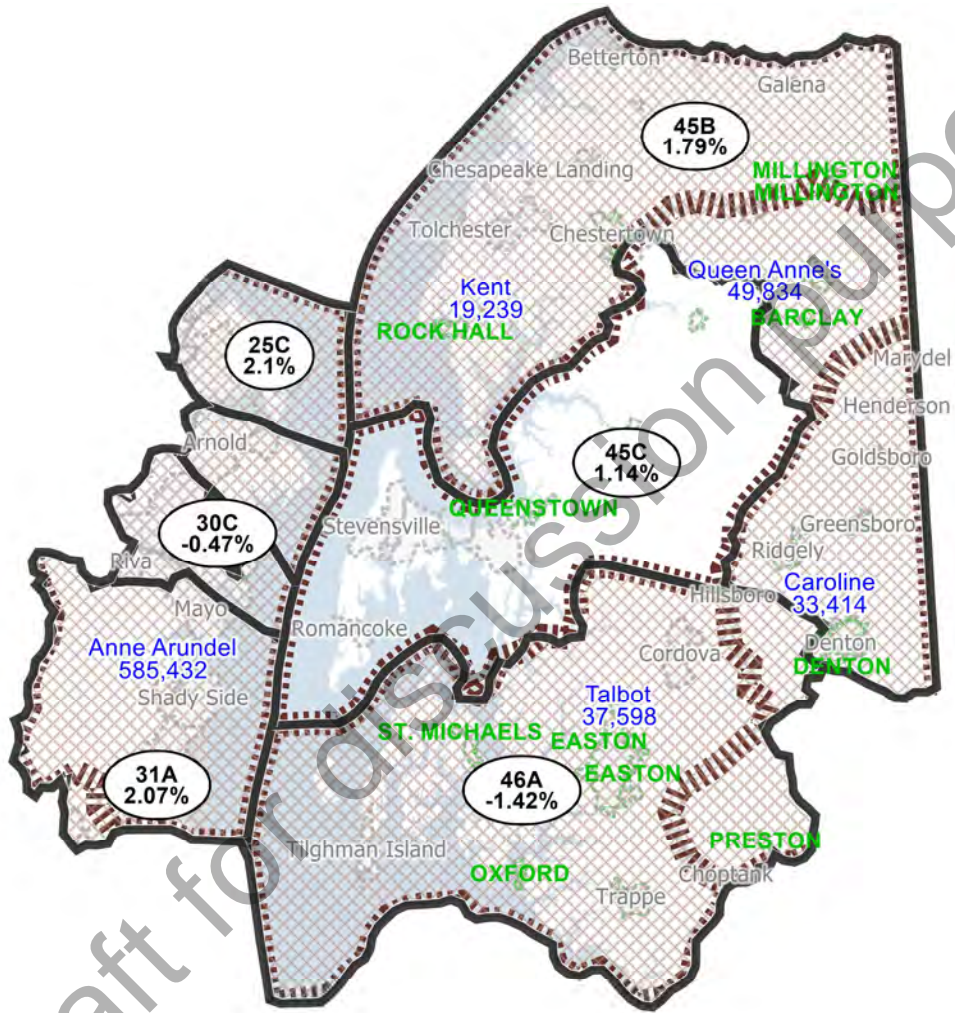 Betterton
Galena
45B
1.79%
Chesapeake Landing
MILLINGTON
MILLINGTON
Tolchester
Chestertown
Queen Anne's
49,834
Kent
19,239
ROCK HALL
BARCLAY
25C
2.1%
Marydel
Henderson
Arnold
45C
1.14%
Goldsboro
QUEENSTOWN
30C
-0.47%
Stevensville
Greensboro
Ridgely
Riva
Caroline
33,414
Hillsboro
Mayo
Romancoke
Anne Arundel
585,432
Cordova
Denton
DENTON
Shady Side
Talbot
37,598
ST. MICHAELS
EASTON
EASTON
31A
2.07%
46A
-1.42%
PRESTON
Tilghman Island
OXFORD
Choptank
Trappe
aft for discussion purpo